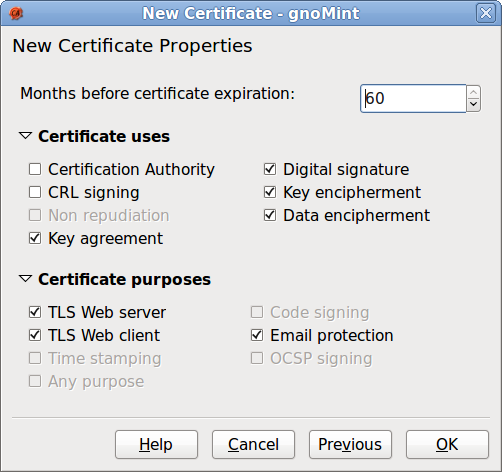 New Certificate - gnoMint
New Certificate Properties
Months before certificate expiration: 60
Certificate uses
Certification Authority Digital signature
CRL signing Key encipherment
Non repudiation Data encipherment
Key agreement
Certificate purposes
TLS Web server Code signing
TLS Web client Email protection
Time stamping OCSP signing
Any purpose
Help Cancel Previous OK